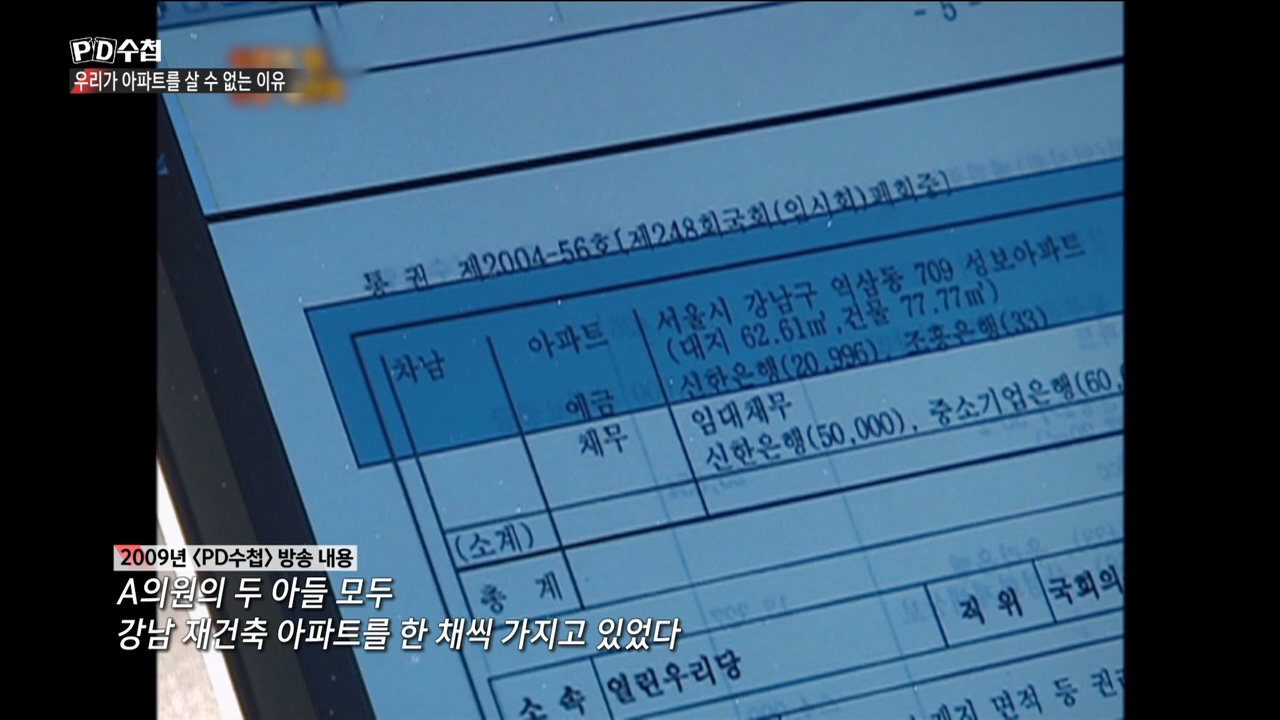 PD수첩
우리가 아파트를 살 수 없는 이유
- 5 -
통 권 제2004-56호[제248회국회(임시회)폐회중]
차남 아파트 서울시 강남구 역삼동 709 성보아파트
(대지 62.61㎡,건물 77.77㎡)
예금 신한은행(20,996), 조흥은행(33)
채무 임대채무
신한은행(50,000), 중소기업은행(60,
(소계)
총 계
직 위 국회의
소 속 열린우리당
면적 등 권리
2009년 <PD수첩> 방송 내용
A의원의 두 아들 모두
강남 재건축 아파트를 한 채씩 가지고 있었다